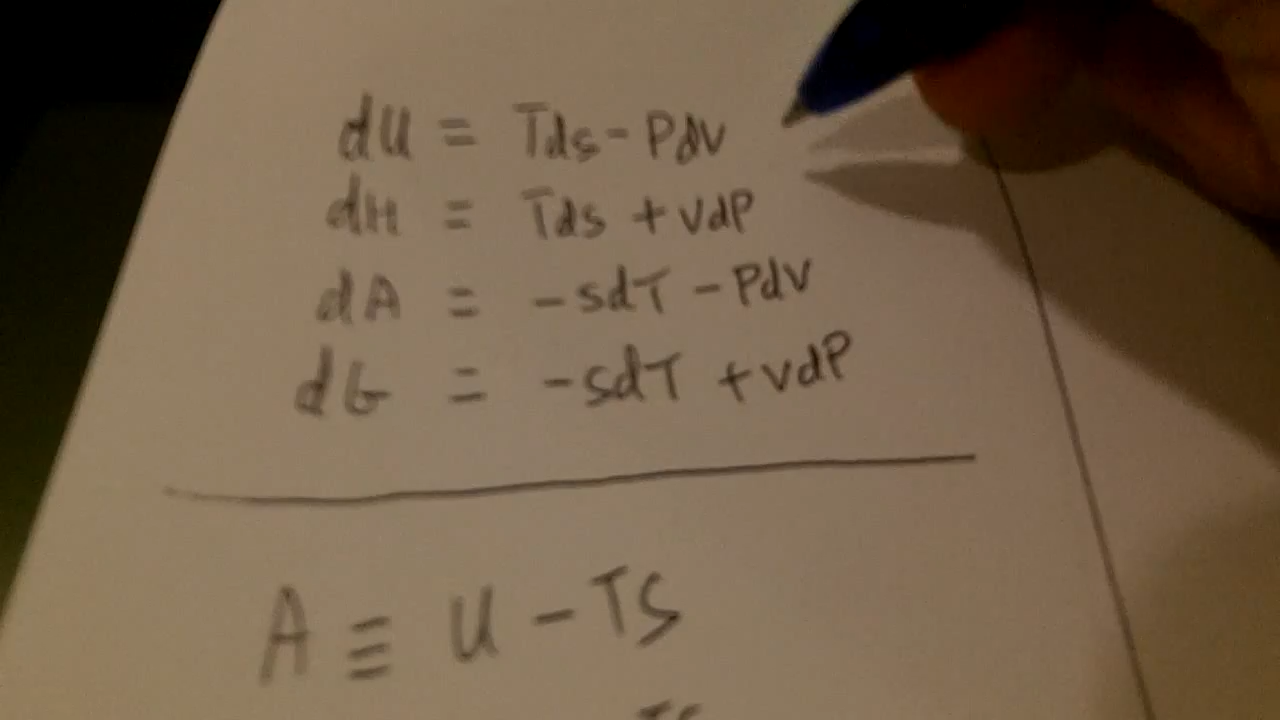 dU = Tds - Pdv
dH = Tds + vdP
dA = -sdT - Pdv
dG = -sdT + vdP
A ≡ U - TS